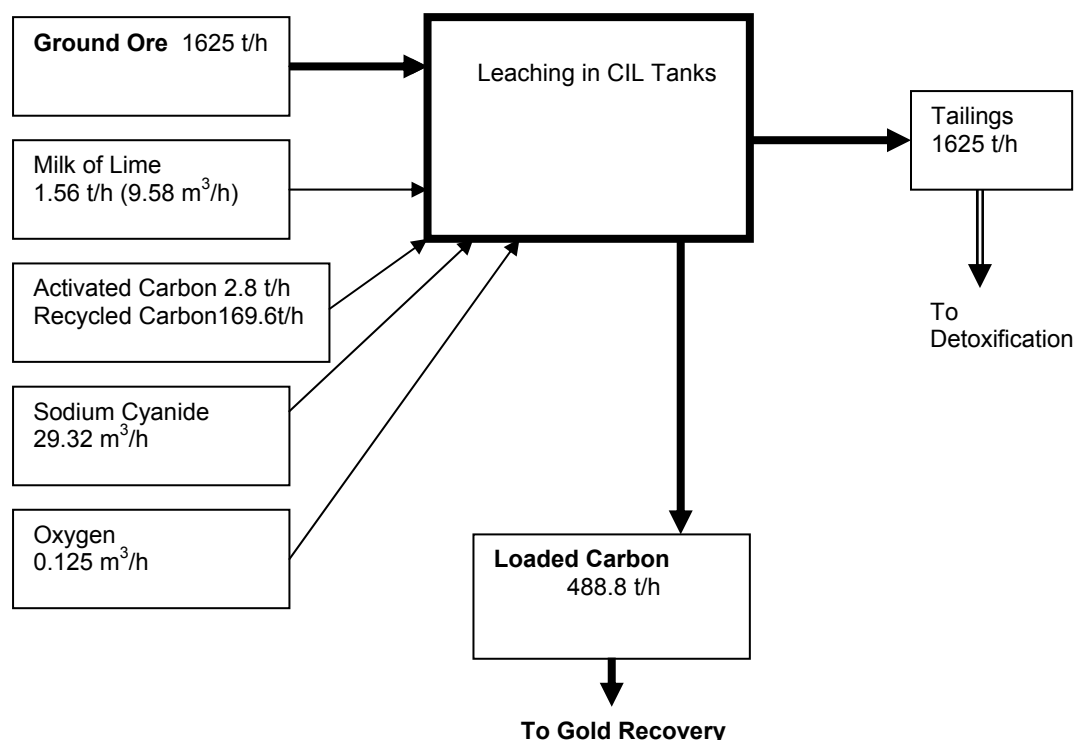 Ground Ore 1625 t/h
Leaching in CIL Tanks
Tailings
1625 t/h
Milk of Lime
1.56 t/h (9.58 m³/h)
Activated Carbon 2.8 t/h
Recycled Carbon169.6t/h
To
Detoxification
Sodium Cyanide
29.32 m³/h
Oxygen
0.125 m³/h
Loaded Carbon
488.8 t/h
To Gold Recovery